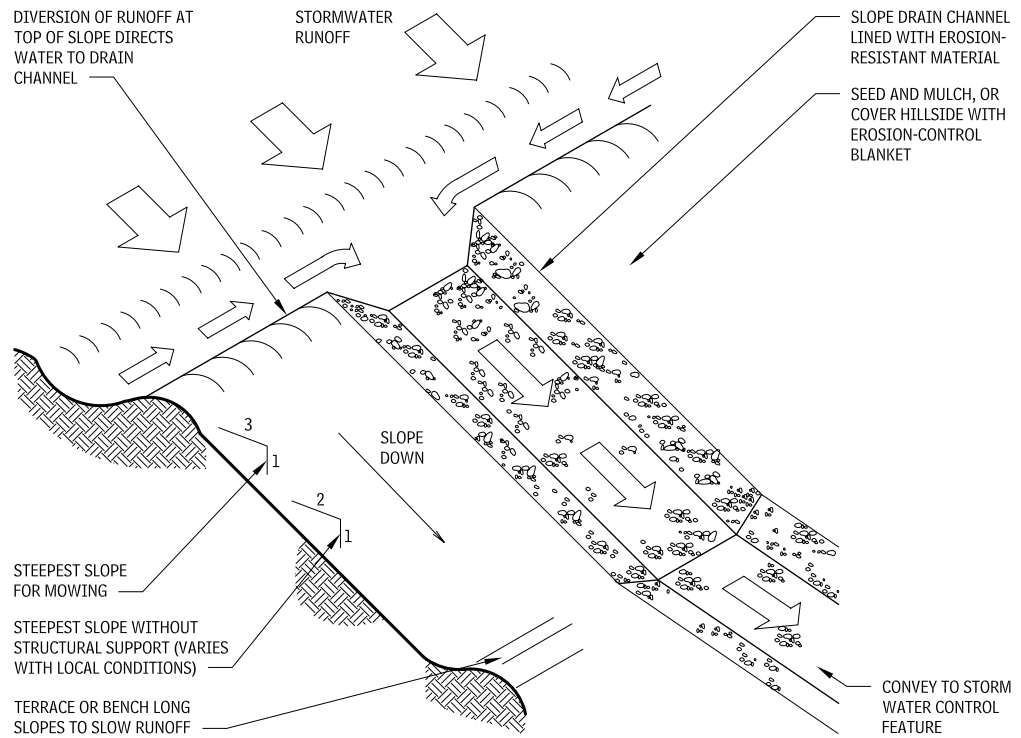 DIVERSION OF RUNOFF AT
TOP OF SLOPE DIRECTS
WATER TO DRAIN
CHANNEL
STORMWATER
RUNOFF
SLOPE DRAIN CHANNEL
LINED WITH EROSION-
RESISTANT MATERIAL
SEED AND MULCH, OR
COVER HILLSIDE WITH
EROSION-CONTROL
BLANKET
3
1
SLOPE
DOWN
2
1
STEEPEST SLOPE
FOR MOWING
STEEPEST SLOPE WITHOUT
STRUCTURAL SUPPORT (VARIES
WITH LOCAL CONDITIONS)
TERRACE OR BENCH LONG
SLOPES TO SLOW RUNOFF
CONVEY TO STORM
WATER CONTROL
FEATURE